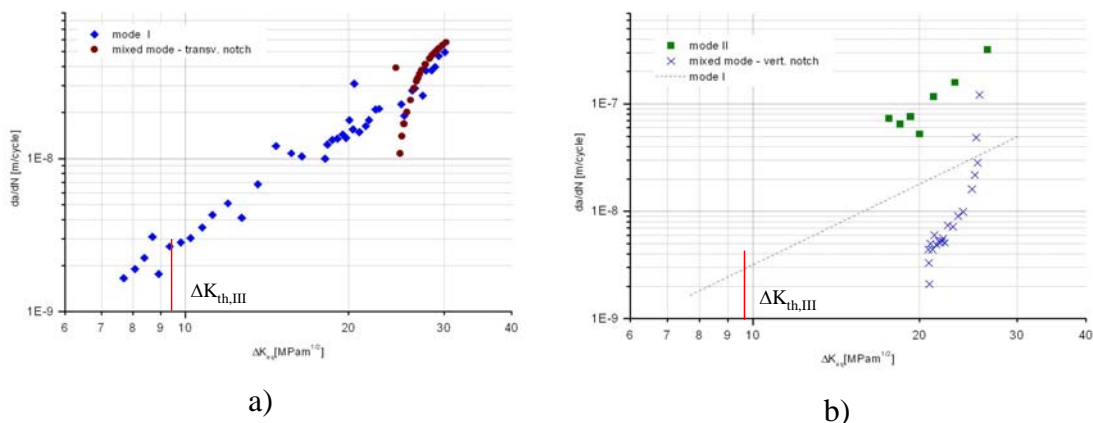 mode I
mixed mode - transv. notch
da/dN [m/cycle]
1E-8
1E-9
ΔK_th,III
6 7 8 9 10 20 30 40
ΔK_eq[MPam^1/2]
a)
mode II
mixed mode - vert. notch
mode I
da/dN [m/cycle]
1E-7
1E-8
1E-9
ΔK_th,III
6 7 8 9 10 20 30 40
ΔK_eq[MPam^1/2]
b)